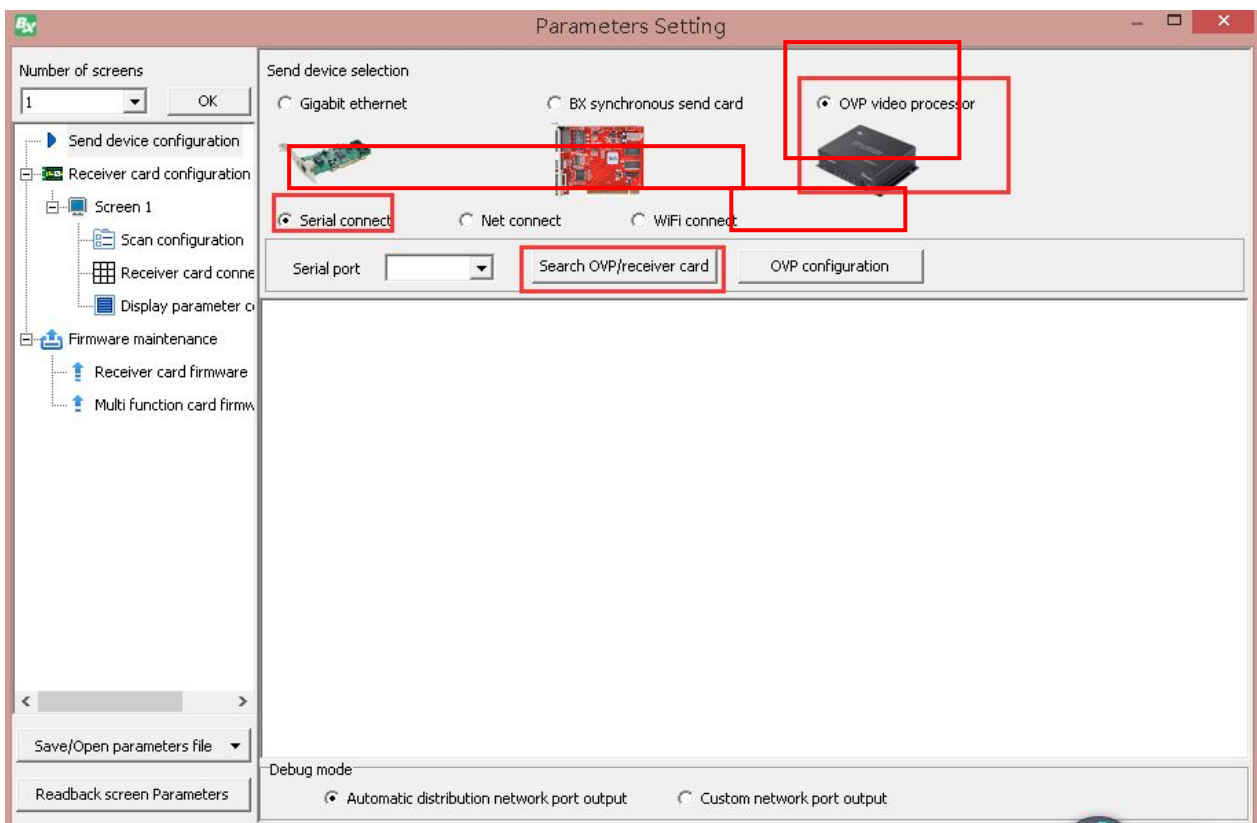 BX
Parameters Setting
Number of screens
1
OK
Send device configuration
Receiver card configuration
Screen 1
Scan configuration
Receiver card conne
Display parameter c
Firmware maintenance
Receiver card firmware
Multi function card firmw
Save/Open parameters file
Readback screen Parameters
Send device selection
Gigabit ethernet
BX synchronous send card
OVP video processor
Serial connect
Net connect
WiFi connect
Serial port
Search OVP/receiver card
OVP configuration
Debug mode
Automatic distribution network port output
Custom network port output